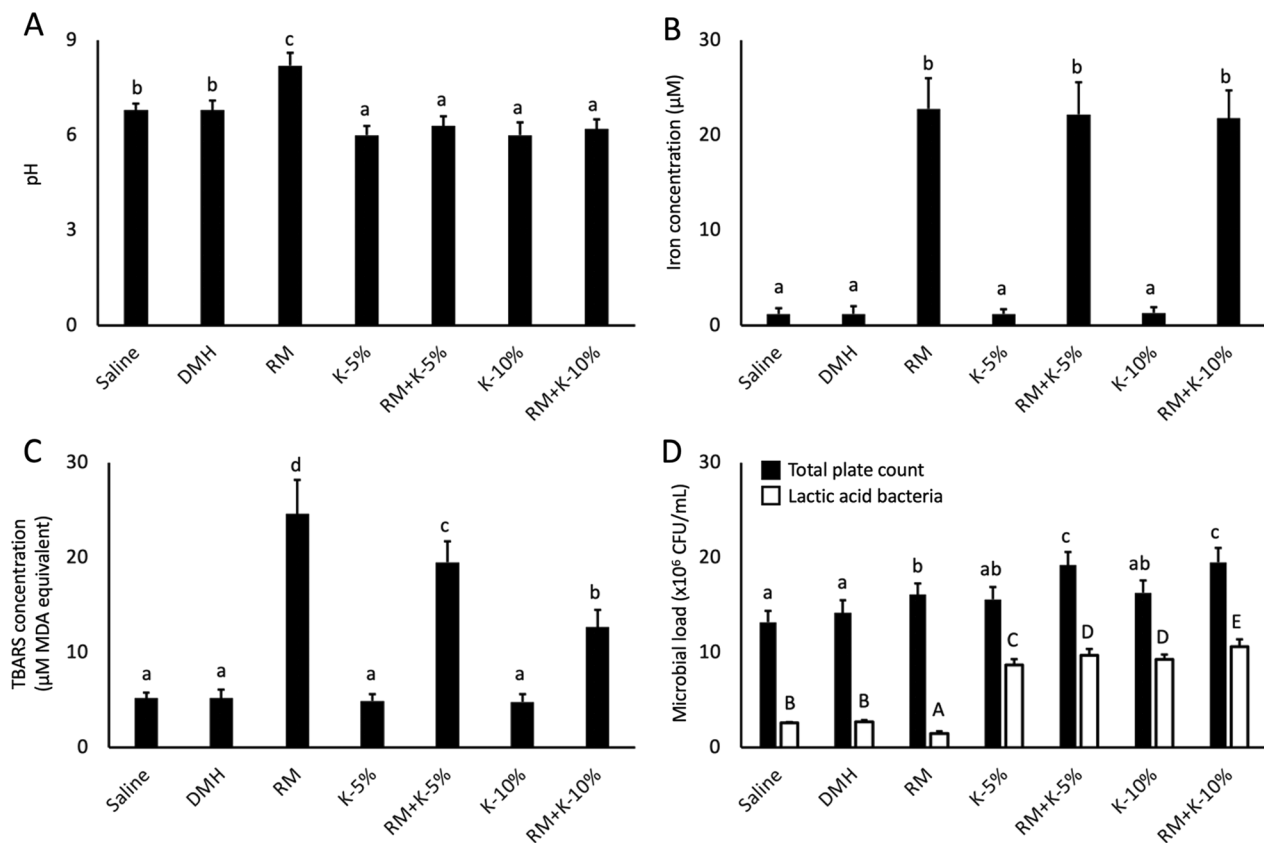 A
9
6
3
0
pH
b
b
c
a
a
a
a
Saline
DMH
RM
K-5%
RM+K-5%
K-10%
RM+K-10%
B
30
20
10
0
Iron concentration (μM)
a
a
b
a
b
a
b
Saline
DMH
RM
K-5%
RM+K-5%
K-10%
RM+K-10%
C
30
20
10
0
TBARS concentration
(μM MDA equivalent)
a
a
d
a
c
a
b
Saline
DMH
RM
K-5%
RM+K-5%
K-10%
RM+K-10%
D
30
20
10
0
Microbial load (x10⁶ CFU/mL)
Total plate count
Lactic acid bacteria
a
B
a
B
b
A
ab
C
c
D
ab
D
c
E
Saline
DMH
RM
K-5%
RM+K-5%
K-10%
RM+K-10%